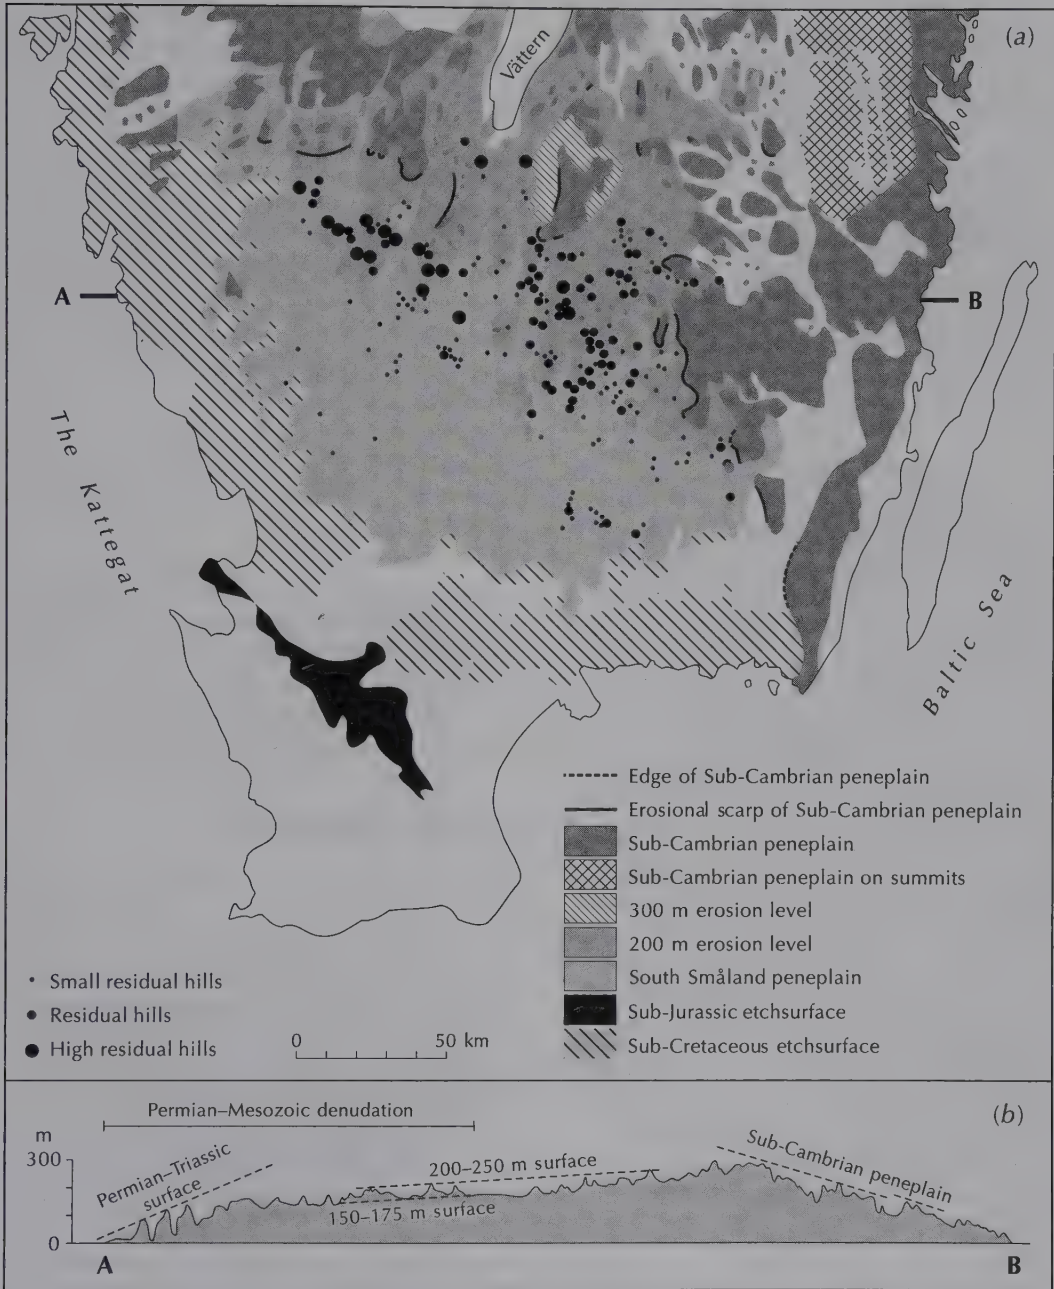 (a)
Vättern
A
B
The Kattegat
Baltic Sea
Edge of Sub-Cambrian peneplain
Erosional scarp of Sub-Cambrian peneplain
Sub-Cambrian peneplain
Sub-Cambrian peneplain on summits
300 m erosion level
200 m erosion level
South Småland peneplain
Sub-Jurassic etchsurface
Sub-Cretaceous etchsurface
Small residual hills
Residual hills
High residual hills
0 50 km
(b)
Permian–Mesozoic denudation
m
300
0
Permian–Triassic
surface
200–250 m surface
150–175 m surface
Sub-Cambrian
peneplain
A
B